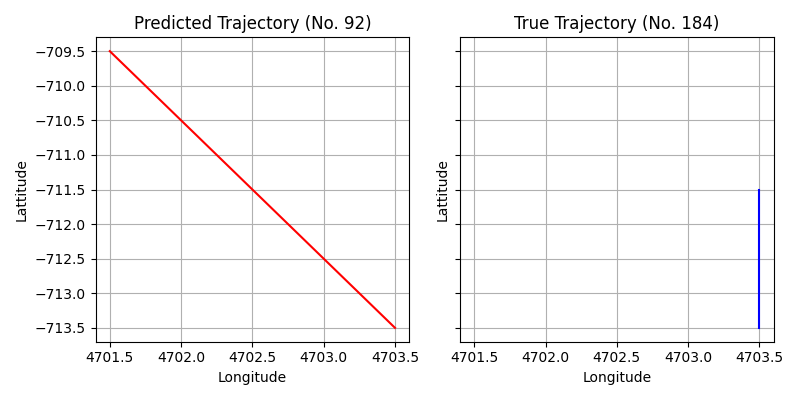 Predicted Trajectory (No. 92)
True Trajectory (No. 184)
−709.5
−710.0
−710.5
−711.0
−711.5
−712.0
−712.5
−713.0
−713.5
Lattitude
Lattitude
4701.5 4702.0 4702.5 4703.0 4703.5
4701.5 4702.0 4702.5 4703.0 4703.5
Longitude
Longitude